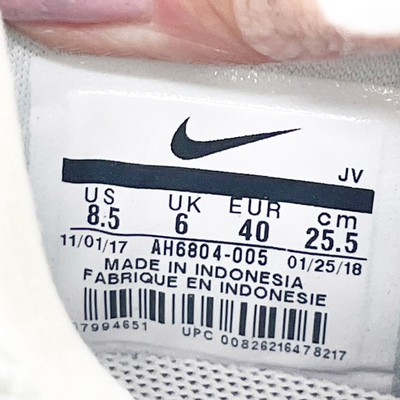 JV
US UK EUR cm
8.5 6 40 25.5
11/01/17 AH6804-005 01/25/18
MADE IN INDONESIA
FABRIQUE EN INDONESIE
7994651 UPC 00826216478217